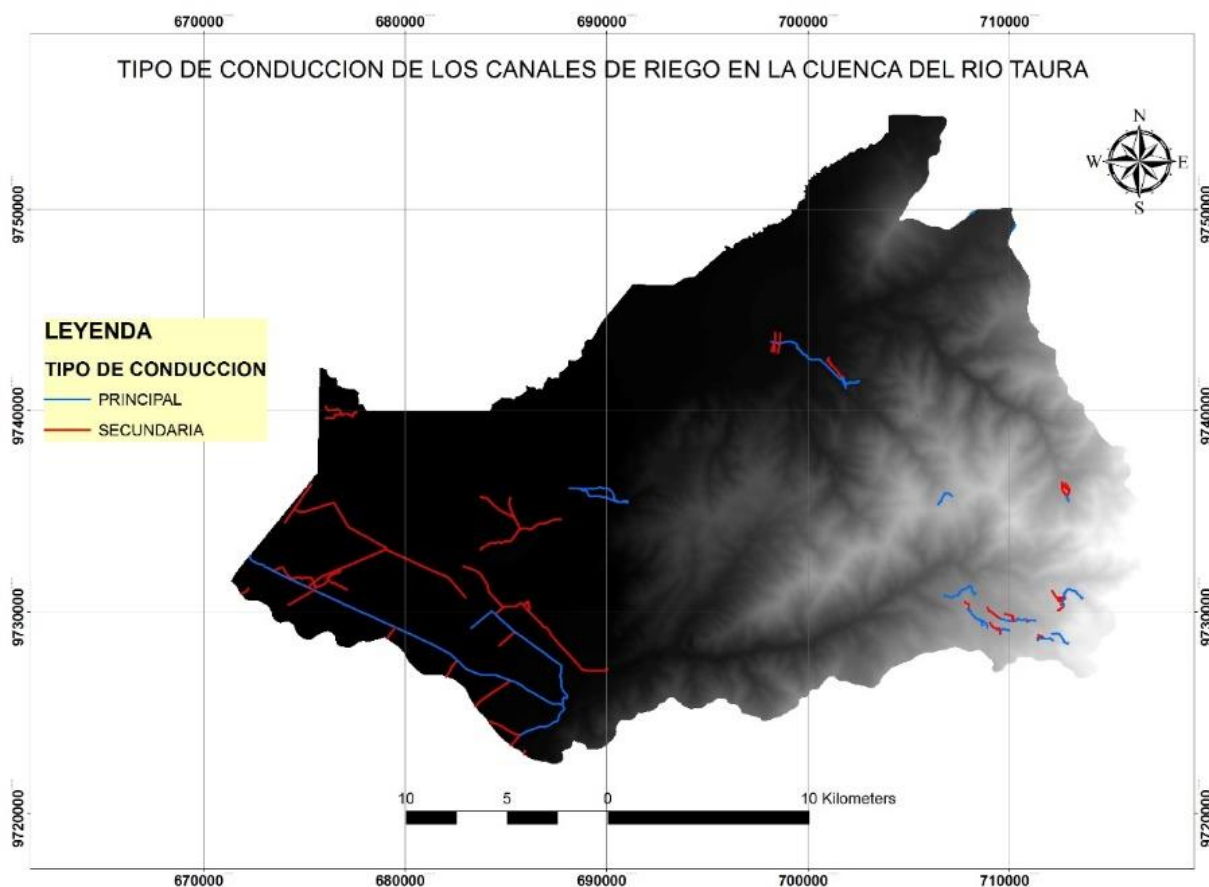 670000 680000 690000 700000 710000
TIPO DE CONDUCCION DE LOS CANALES DE RIEGO EN LA CUENCA DEL RIO TAURA
N
W E
S
9750000 9750000
LEYENDA
TIPO DE CONDUCCION
PRINCIPAL
SECUNDARIA
9740000 9740000
9730000 9730000
10 5 0 10 Kilometers
9720000 9720000
670000 680000 690000 700000 710000